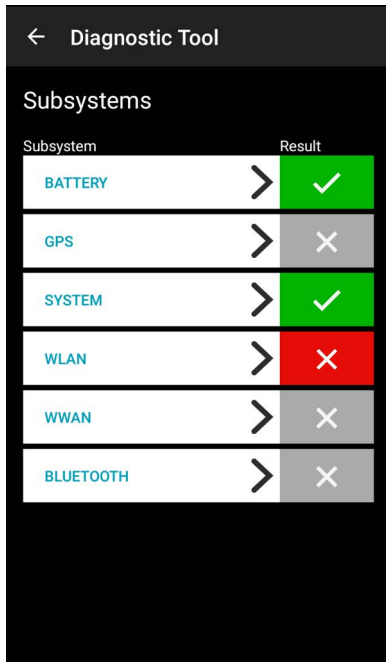 Diagnostic Tool
Subsystems
Subsystem Result
BATTERY
GPS
SYSTEM
WLAN
WWAN
BLUETOOTH